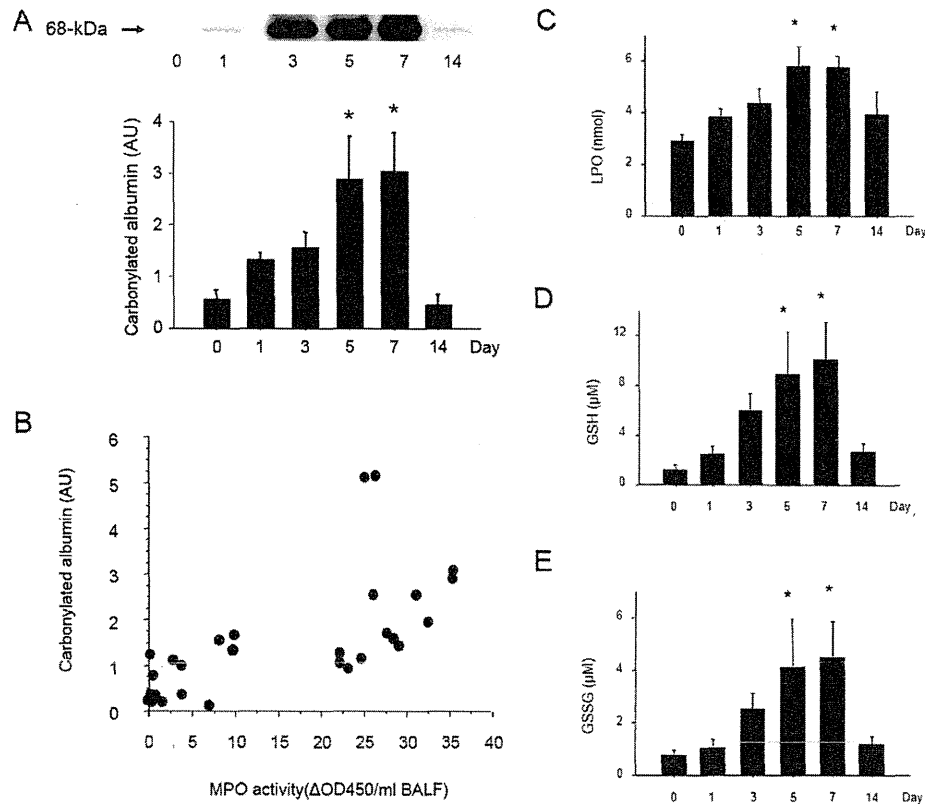 A
68-kDa →
0 1 3 5 7 14
Carbonylated albumin (AU)
4
3
2
1
0
* *
0 1 3 5 7 14 Day
B
Carbonylated albumin (AU)
6
5
4
3
2
1
0
0 5 10 15 20 25 30 35 40
MPO activity(ΔOD450/ml BALF)
C
LPO (nmol)
6
4
2
0
* *
0 1 3 5 7 14 Day
D
GSH (μM)
12
8
4
0
* *
0 1 3 5 7 14 Day
E
GSSG (μM)
6
4
2
0
* *
0 1 3 5 7 14 Day